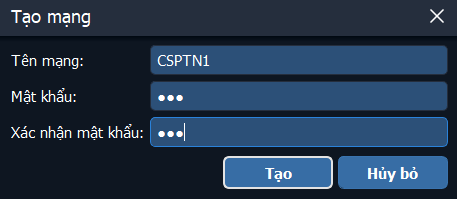 Tạo mạng
Tên mạng: CSPTN1
Mật khẩu: ●●●
Xác nhận mật khẩu: ●●●
Tạo Hủy bỏ